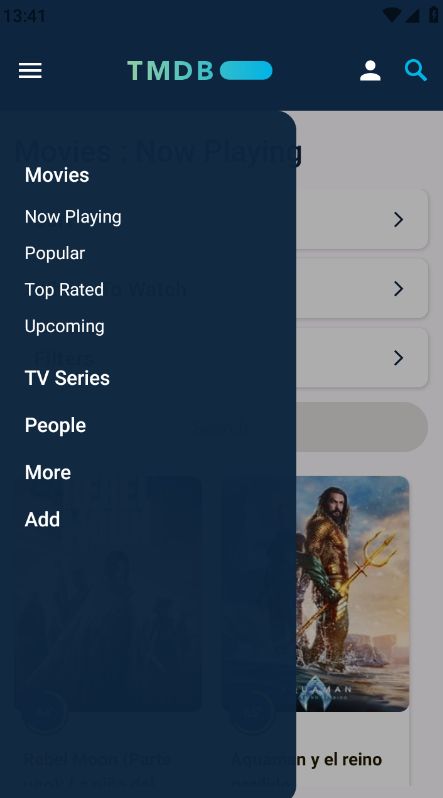 13:41
TMDB
Movies : Now Playing
Movies
Now Playing
Popular
Top Rated
to Watch
Upcoming
Filters
TV Series
People
More
Add
AQUAMAN
Rebel Moon (Parte
Aquaman y el reino